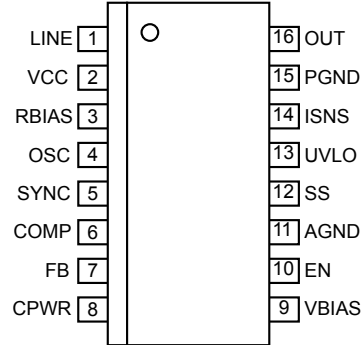 LINE 1 16 OUT
VCC 2 15 PGND
RBIAS 3 14 ISNS
OSC 4 13 UVLO
SYNC 5 12 SS
COMP 6 11 AGND
FB 7 10 EN
CPWR 8 9 VBIAS